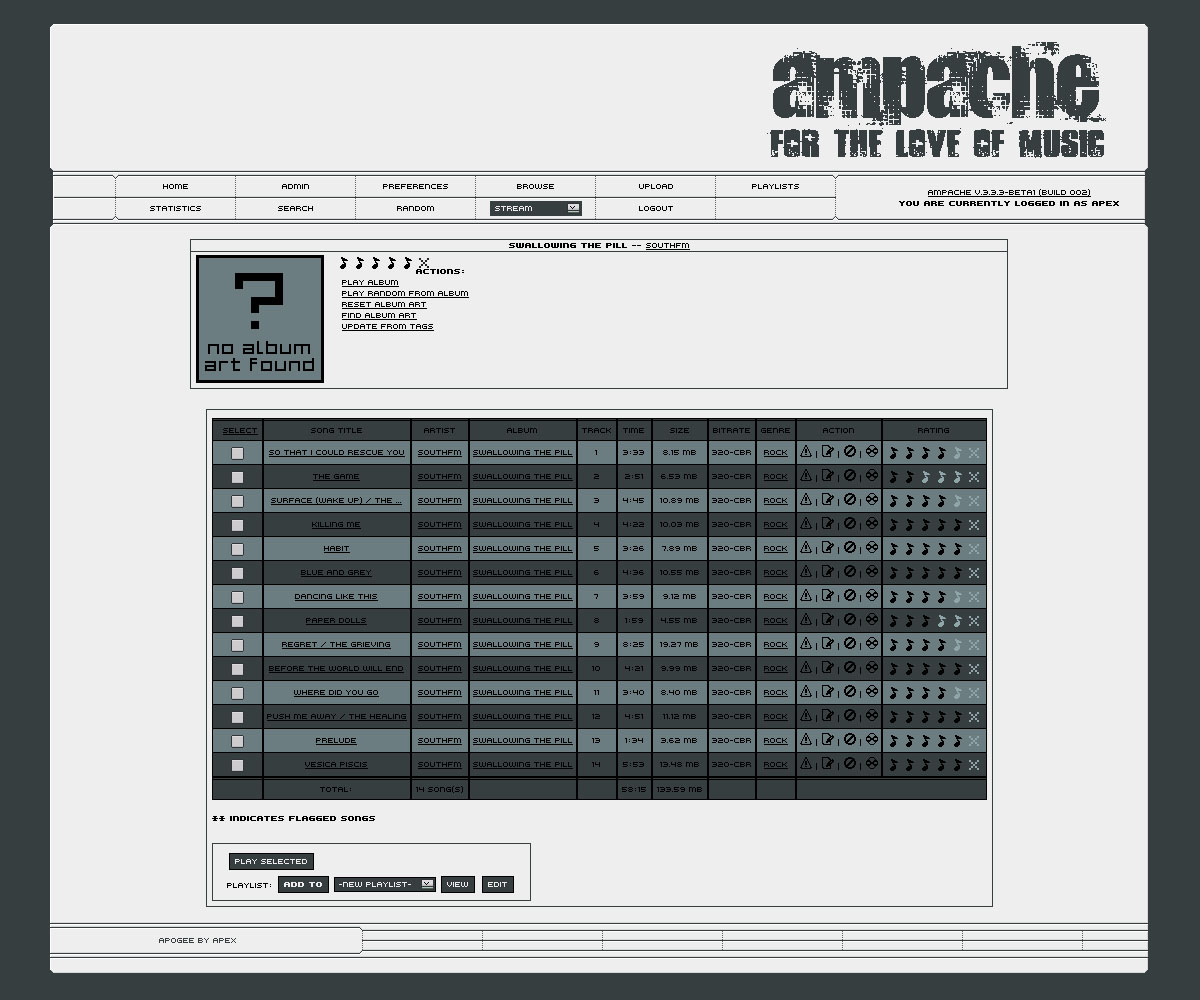 ampache
FOR THE LOVE OF MUSIC
HOME ADMIN PREFERENCES BROWSE UPLOAD PLAYLISTS
STATISTICS SEARCH RANDOM STREAM LOGOUT
AMPACHE V.3.3.3-BETA1 (BUILD 002)
YOU ARE CURRENTLY LOGGED IN AS APEX
SWALLOWING THE PILL -- SOUTHFM
no album
art found
ACTIONS:
PLAY ALBUM
PLAY RANDOM FROM ALBUM
RESET ALBUM ART
FIND ALBUM ART
UPDATE FROM TAGS
SELECT SONG TITLE ARTIST ALBUM TRACK TIME SIZE BITRATE GENRE ACTION RATING
SO THAT I COULD RESCUE YOU SOUTHFM SWALLOWING THE PILL 1 3:33 8.15 MB 320-CBR ROCK
THE GAME SOUTHFM SWALLOWING THE PILL 2 2:51 6.53 MB 320-CBR ROCK
SURFACE (WAKE UP) / THE ... SOUTHFM SWALLOWING THE PILL 3 4:45 10.89 MB 320-CBR ROCK
KILLING ME SOUTHFM SWALLOWING THE PILL 4 4:22 10.03 MB 320-CBR ROCK
HABIT SOUTHFM SWALLOWING THE PILL 5 3:26 7.89 MB 320-CBR ROCK
BLUE AND GREY SOUTHFM SWALLOWING THE PILL 6 4:36 10.55 MB 320-CBR ROCK
DANCING LIKE THIS SOUTHFM SWALLOWING THE PILL 7 3:59 9.12 MB 320-CBR ROCK
PAPER DOLLS SOUTHFM SWALLOWING THE PILL 8 1:59 4.55 MB 320-CBR ROCK
REGRET / THE GRIEVING SOUTHFM SWALLOWING THE PILL 9 8:25 19.27 MB 320-CBR ROCK
BEFORE THE WORLD WILL END SOUTHFM SWALLOWING THE PILL 10 4:21 9.99 MB 320-CBR ROCK
WHERE DID YOU GO SOUTHFM SWALLOWING THE PILL 11 3:40 8.40 MB 320-CBR ROCK
PUSH ME AWAY / THE HEALING SOUTHFM SWALLOWING THE PILL 12 4:51 11.12 MB 320-CBR ROCK
PRELUDE SOUTHFM SWALLOWING THE PILL 13 1:34 3.62 MB 320-CBR ROCK
VESICA PISCIS SOUTHFM SWALLOWING THE PILL 14 5:53 13.48 MB 320-CBR ROCK
TOTAL: 14 SONG(S) 58:15 133.59 MB
** INDICATES FLAGGED SONGS
PLAY SELECTED
PLAYLIST: ADD TO -NEW PLAYLIST- VIEW EDIT
APOGEE BY APEX